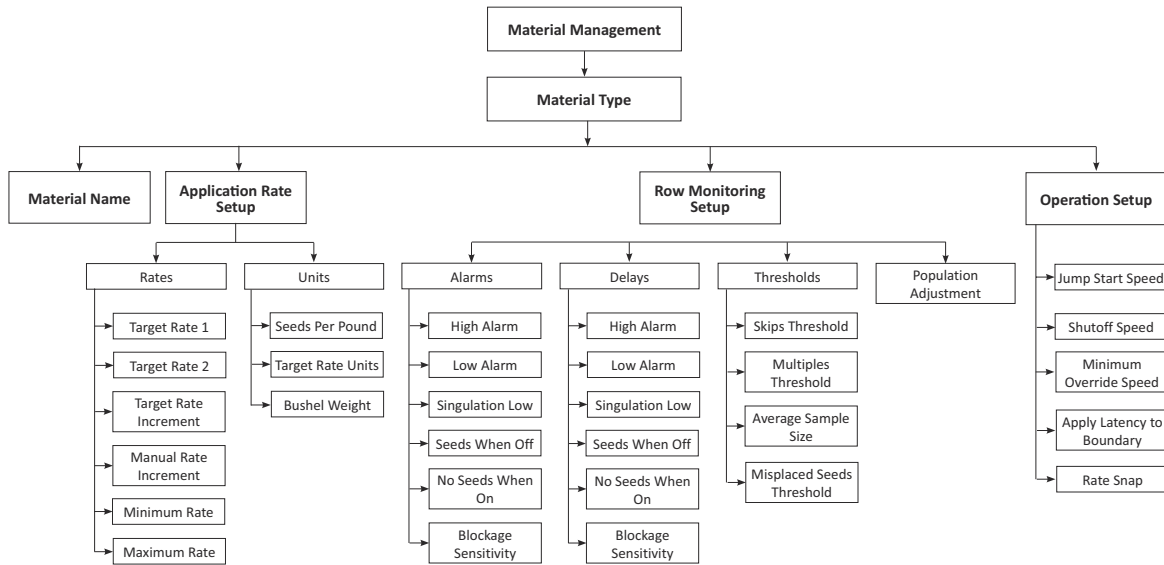 Material Management
Material Type
Material Name
Application Rate
Setup
Row Monitoring
Setup
Operation Setup
Rates
Target Rate 1
Target Rate 2
Target Rate
Increment
Manual Rate
Increment
Minimum Rate
Maximum Rate
Units
Seeds Per Pound
Target Rate Units
Bushel Weight
Alarms
High Alarm
Low Alarm
Singulation Low
Seeds When Off
No Seeds When
On
Blockage
Sensitivity
Delays
High Alarm
Low Alarm
Singulation Low
Seeds When Off
No Seeds When
On
Blockage
Sensitivity
Thresholds
Skips Threshold
Multiples
Threshold
Average Sample
Size
Misplaced Seeds
Threshold
Population
Adjustment
Jump Start Speed
Shutoff Speed
Minimum
Override Speed
Apply Latency to
Boundary
Rate Snap